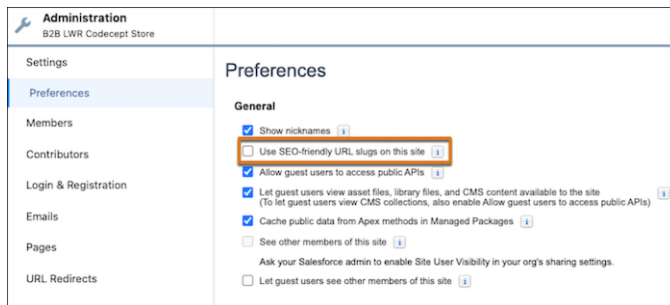 Administration
B2B LWR Codecept Store
Settings
Preferences
Members
Contributors
Login & Registration
Emails
Pages
URL Redirects
Preferences
General
Show nicknames i
Use SEO-friendly URL slugs on this site i
Allow guest users to access public APIs i
Let guest users view asset files, library files, and CMS content available to the site i
(To let guest users view CMS collections, also enable Allow guest users to access public APIs)
Cache public data from Apex methods in Managed Packages i
See other members of this site i
Ask your Salesforce admin to enable Site User Visibility in your org's sharing settings.
Let guest users see other members of this site i